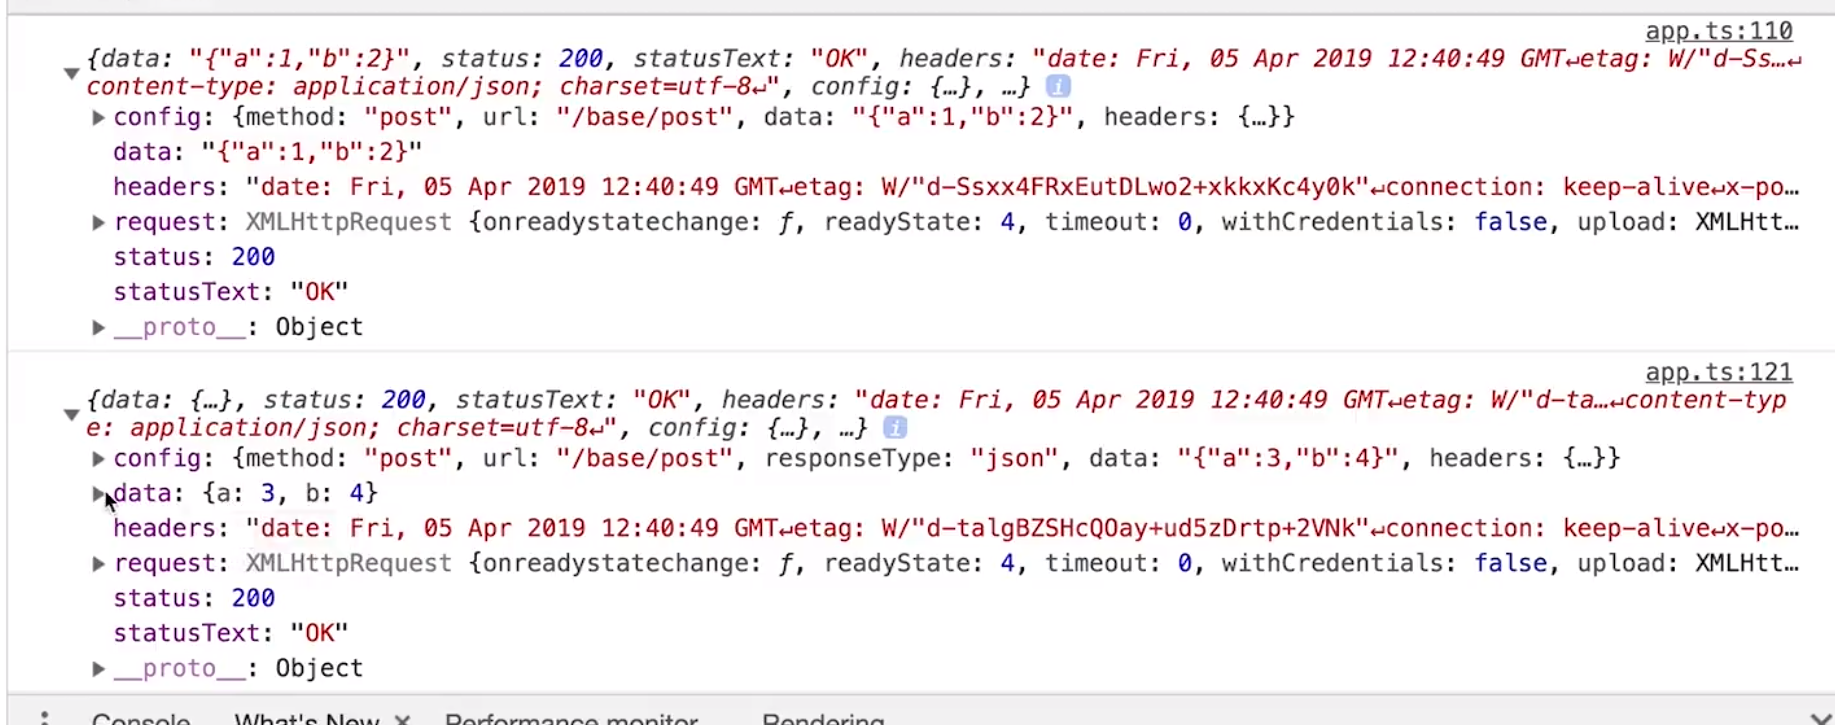 app.ts:110
{data: "{"a":1,"b":2}", status: 200, statusText: "OK", headers: "date: Fri, 05 Apr 2019 12:40:49 GMT↵etag: W/"d-Ss…↵
content-type: application/json; charset=utf-8↵", config: {…}, …} i
config: {method: "post", url: "/base/post", data: "{"a":1,"b":2}", headers: {…}}
data: "{"a":1,"b":2}"
headers: "date: Fri, 05 Apr 2019 12:40:49 GMT↵etag: W/"d-Ssxx4FRxEutDLwo2+xkkxKc4y0k"↵connection: keep-alive↵x-po…
request: XMLHttpRequest {onreadystatechange: ƒ, readyState: 4, timeout: 0, withCredentials: false, upload: XMLHtt…
status: 200
statusText: "OK"
__proto__: Object
app.ts:121
{data: {…}, status: 200, statusText: "OK", headers: "date: Fri, 05 Apr 2019 12:40:49 GMT↵etag: W/"d-ta…↵content-typ
e: application/json; charset=utf-8↵", config: {…}, …} i
config: {method: "post", url: "/base/post", responseType: "json", data: "{"a":3,"b":4}", headers: {…}}
data: {a: 3, b: 4}
headers: "date: Fri, 05 Apr 2019 12:40:49 GMT↵etag: W/"d-talgBZSHcQOay+ud5zDrtp+2VNk"↵connection: keep-alive↵x-po…
request: XMLHttpRequest {onreadystatechange: ƒ, readyState: 4, timeout: 0, withCredentials: false, upload: XMLHtt…
status: 200
statusText: "OK"
__proto__: Object
Console What's New × Performance monitor Rendering